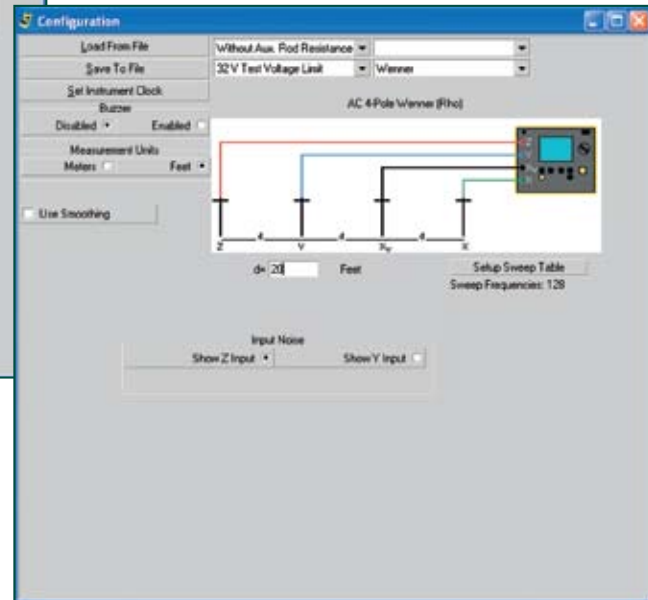 Configuration
Load From File
Without Aux. Rod Resistance
Save To File
32 V Test Voltage Limit
Wenner
Set Instrument Clock
Buzzer
AC 4-Pole Wenner (Rho)
Disabled
Enabled
Measurement Units
Meters
Feet
Use Smoothing
d
d
d
Z
Y
Xv
X
d= 20
Feet
Setup Sweep Table
Sweep Frequencies: 128
Input Noise
Show Z Input
Show Y Input